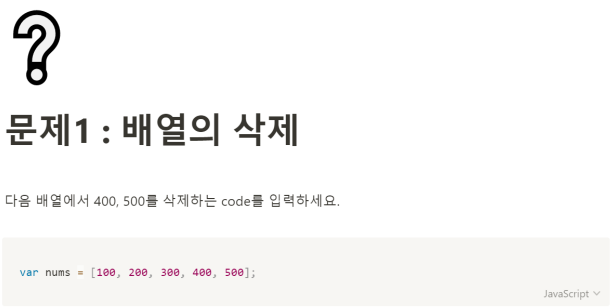 문제1 : 배열의 삭제
다음 배열에서 400, 500를 삭제하는 code를 입력하세요.
var nums = [100, 200, 300, 400, 500];
JavaScript